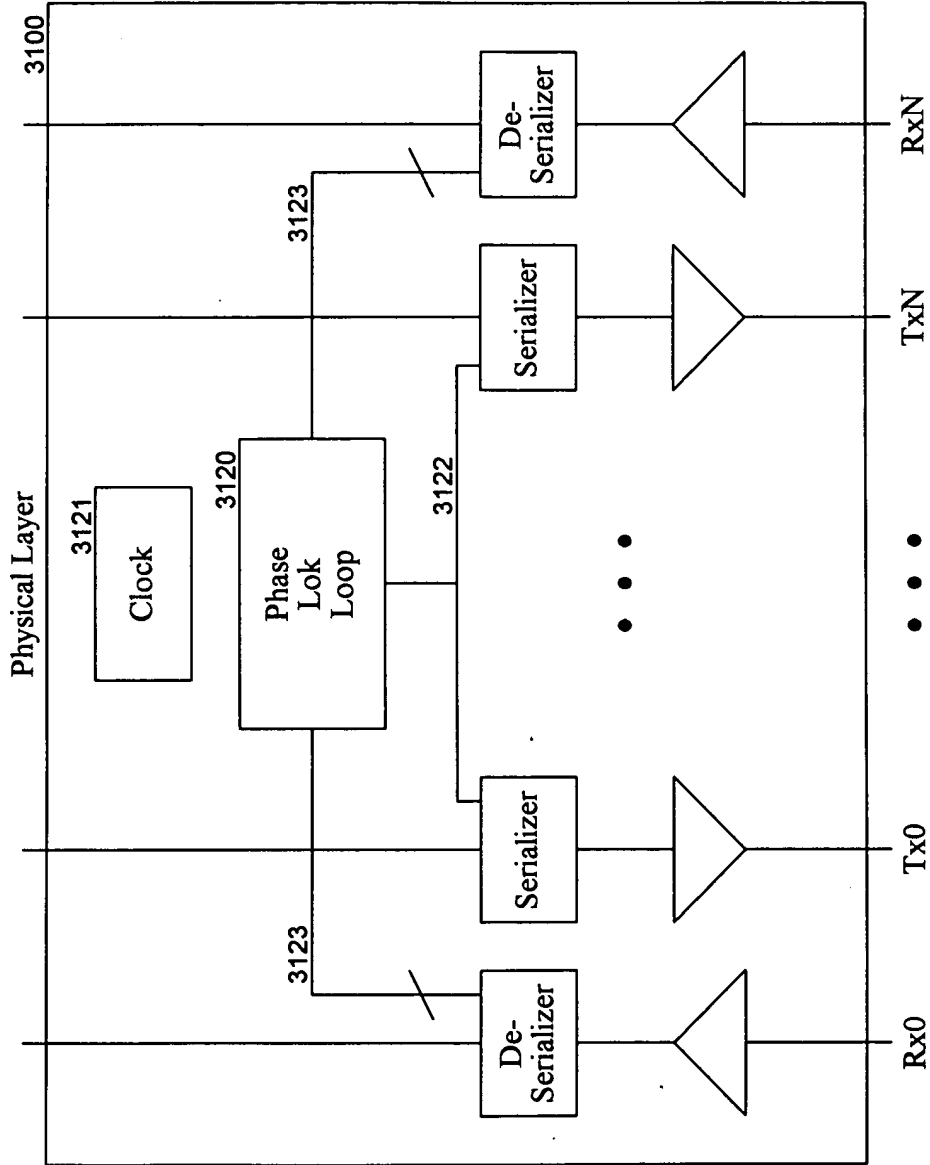 Physical Layer
3100
3121
Clock
3120
Phase
Lok
Loop
3123
3123
3122
De-
Serializer
Serializer
Serializer
De-
Serializer
Rx0
Tx0
TxN
RxN